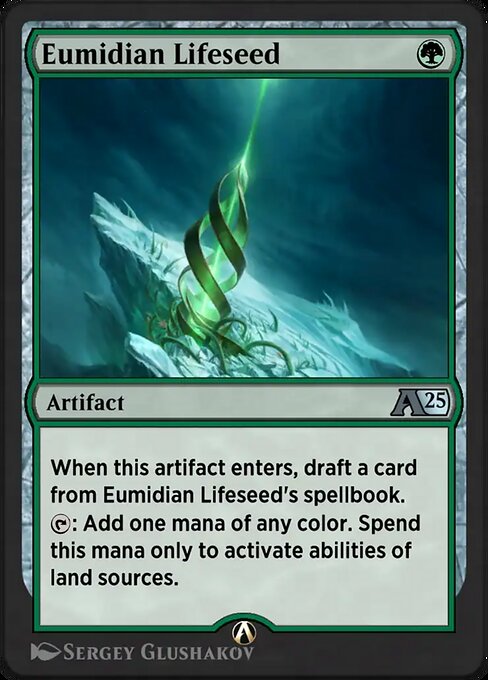 Eumidian Lifeseed
Artifact
A25
When this artifact enters, draft a card
from Eumidian Lifeseed's spellbook.
: Add one mana of any color. Spend
this mana only to activate abilities of
land sources.
Sergey Glushakov